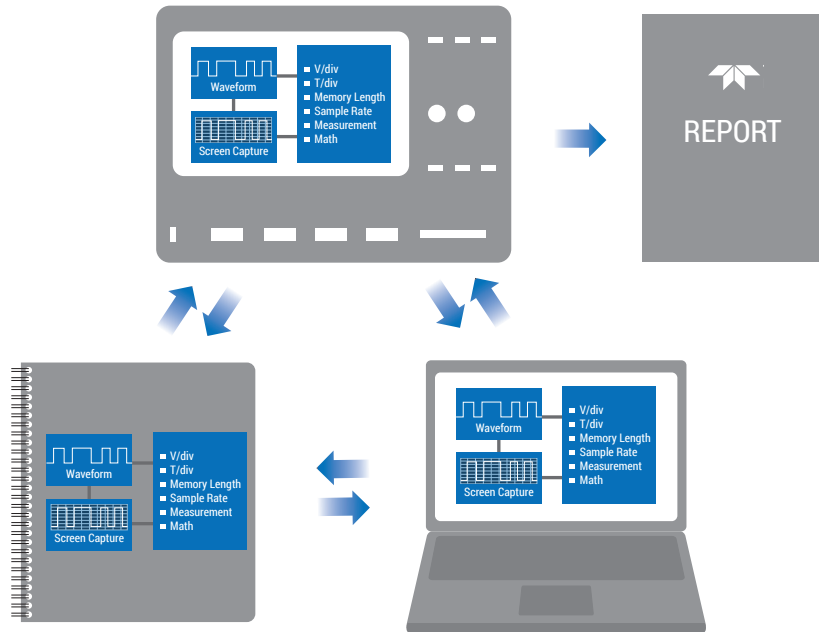 Waveform
Screen Capture
V/div
T/div
Memory Length
Sample Rate
Measurement
Math
REPORT
Waveform
Screen Capture
V/div
T/div
Memory Length
Sample Rate
Measurement
Math
Waveform
Screen Capture
V/div
T/div
Memory Length
Sample Rate
Measurement
Math